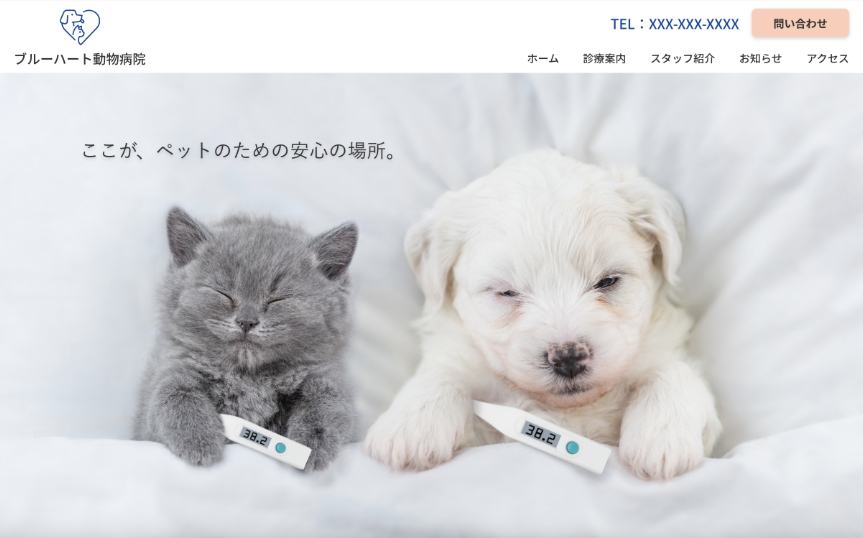 TEL：XXX-XXX-XXXX
問い合わせ
ブルーハート動物病院
ホーム
診療案内
スタッフ紹介
お知らせ
アクセス
ここが、ペットのための安心の場所。
38.2
38.2